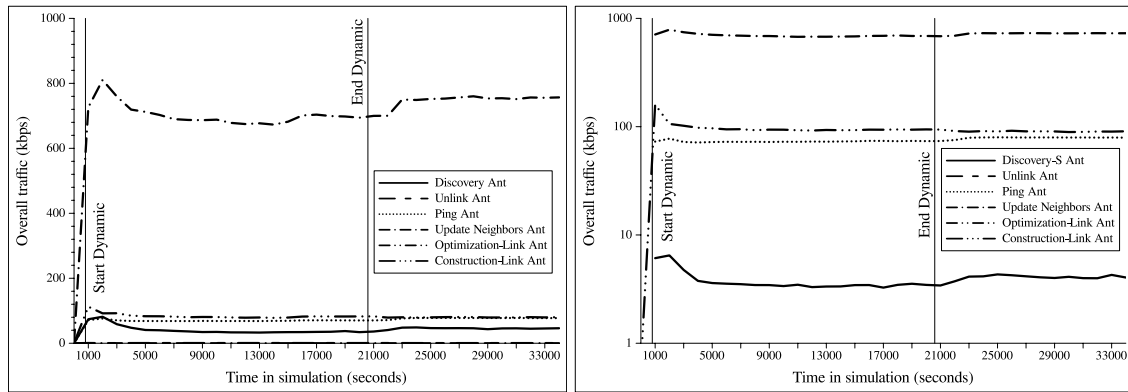 1000
800
600
400
200
0
Overall traffic (kbps)
Start Dynamic
End Dynamic
Discovery Ant
Unlink Ant
Ping Ant
Update Neighbors Ant
Optimization-Link Ant
Construction-Link Ant
1000 5000 9000 13000 17000 21000 25000 29000 33000
Time in simulation (seconds)
1000
100
10
1
Overall traffic (kbps)
Start Dynamic
End Dynamic
Discovery-S Ant
Unlink Ant
Ping Ant
Update Neighbors Ant
Optimization-Link Ant
Construction-Link Ant
1000 5000 9000 13000 17000 21000 25000 29000 33000
Time in simulation (seconds)